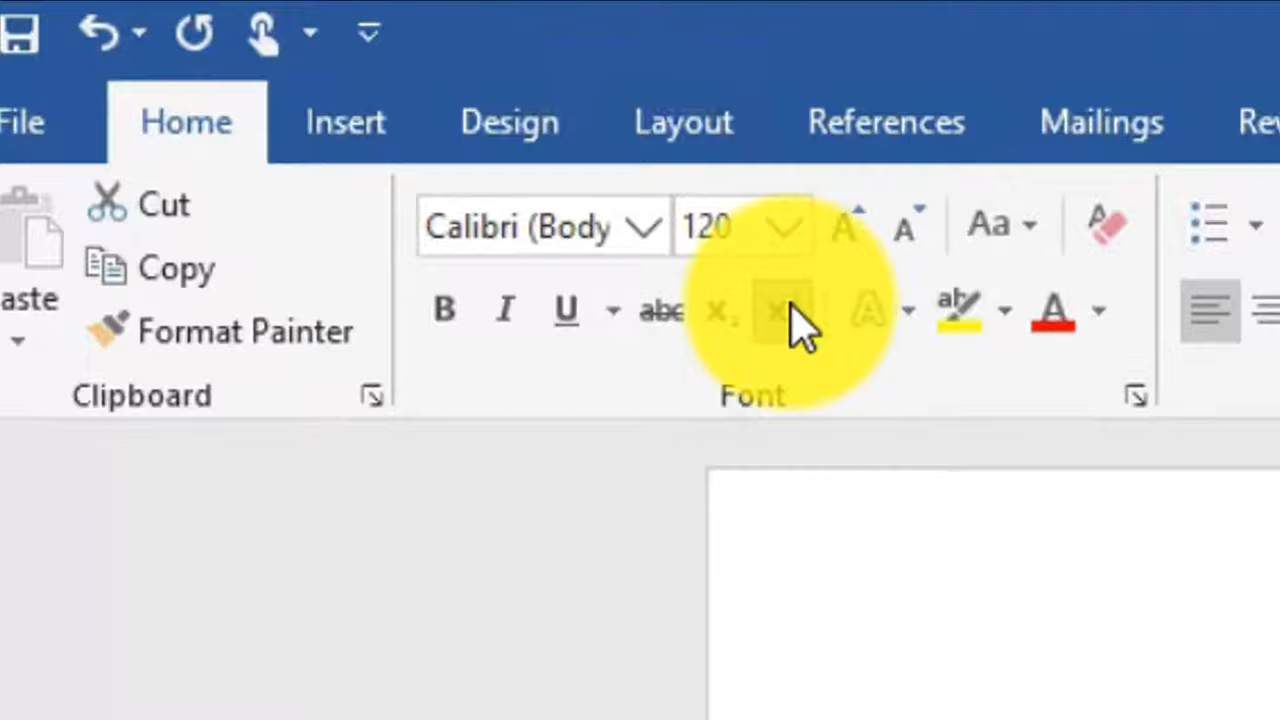 File Home Insert Design Layout References Mailings
Cut
Calibri (Body 120 Aa
Copy
aste
B I U abc x ab A
Format Painter
Clipboard Font